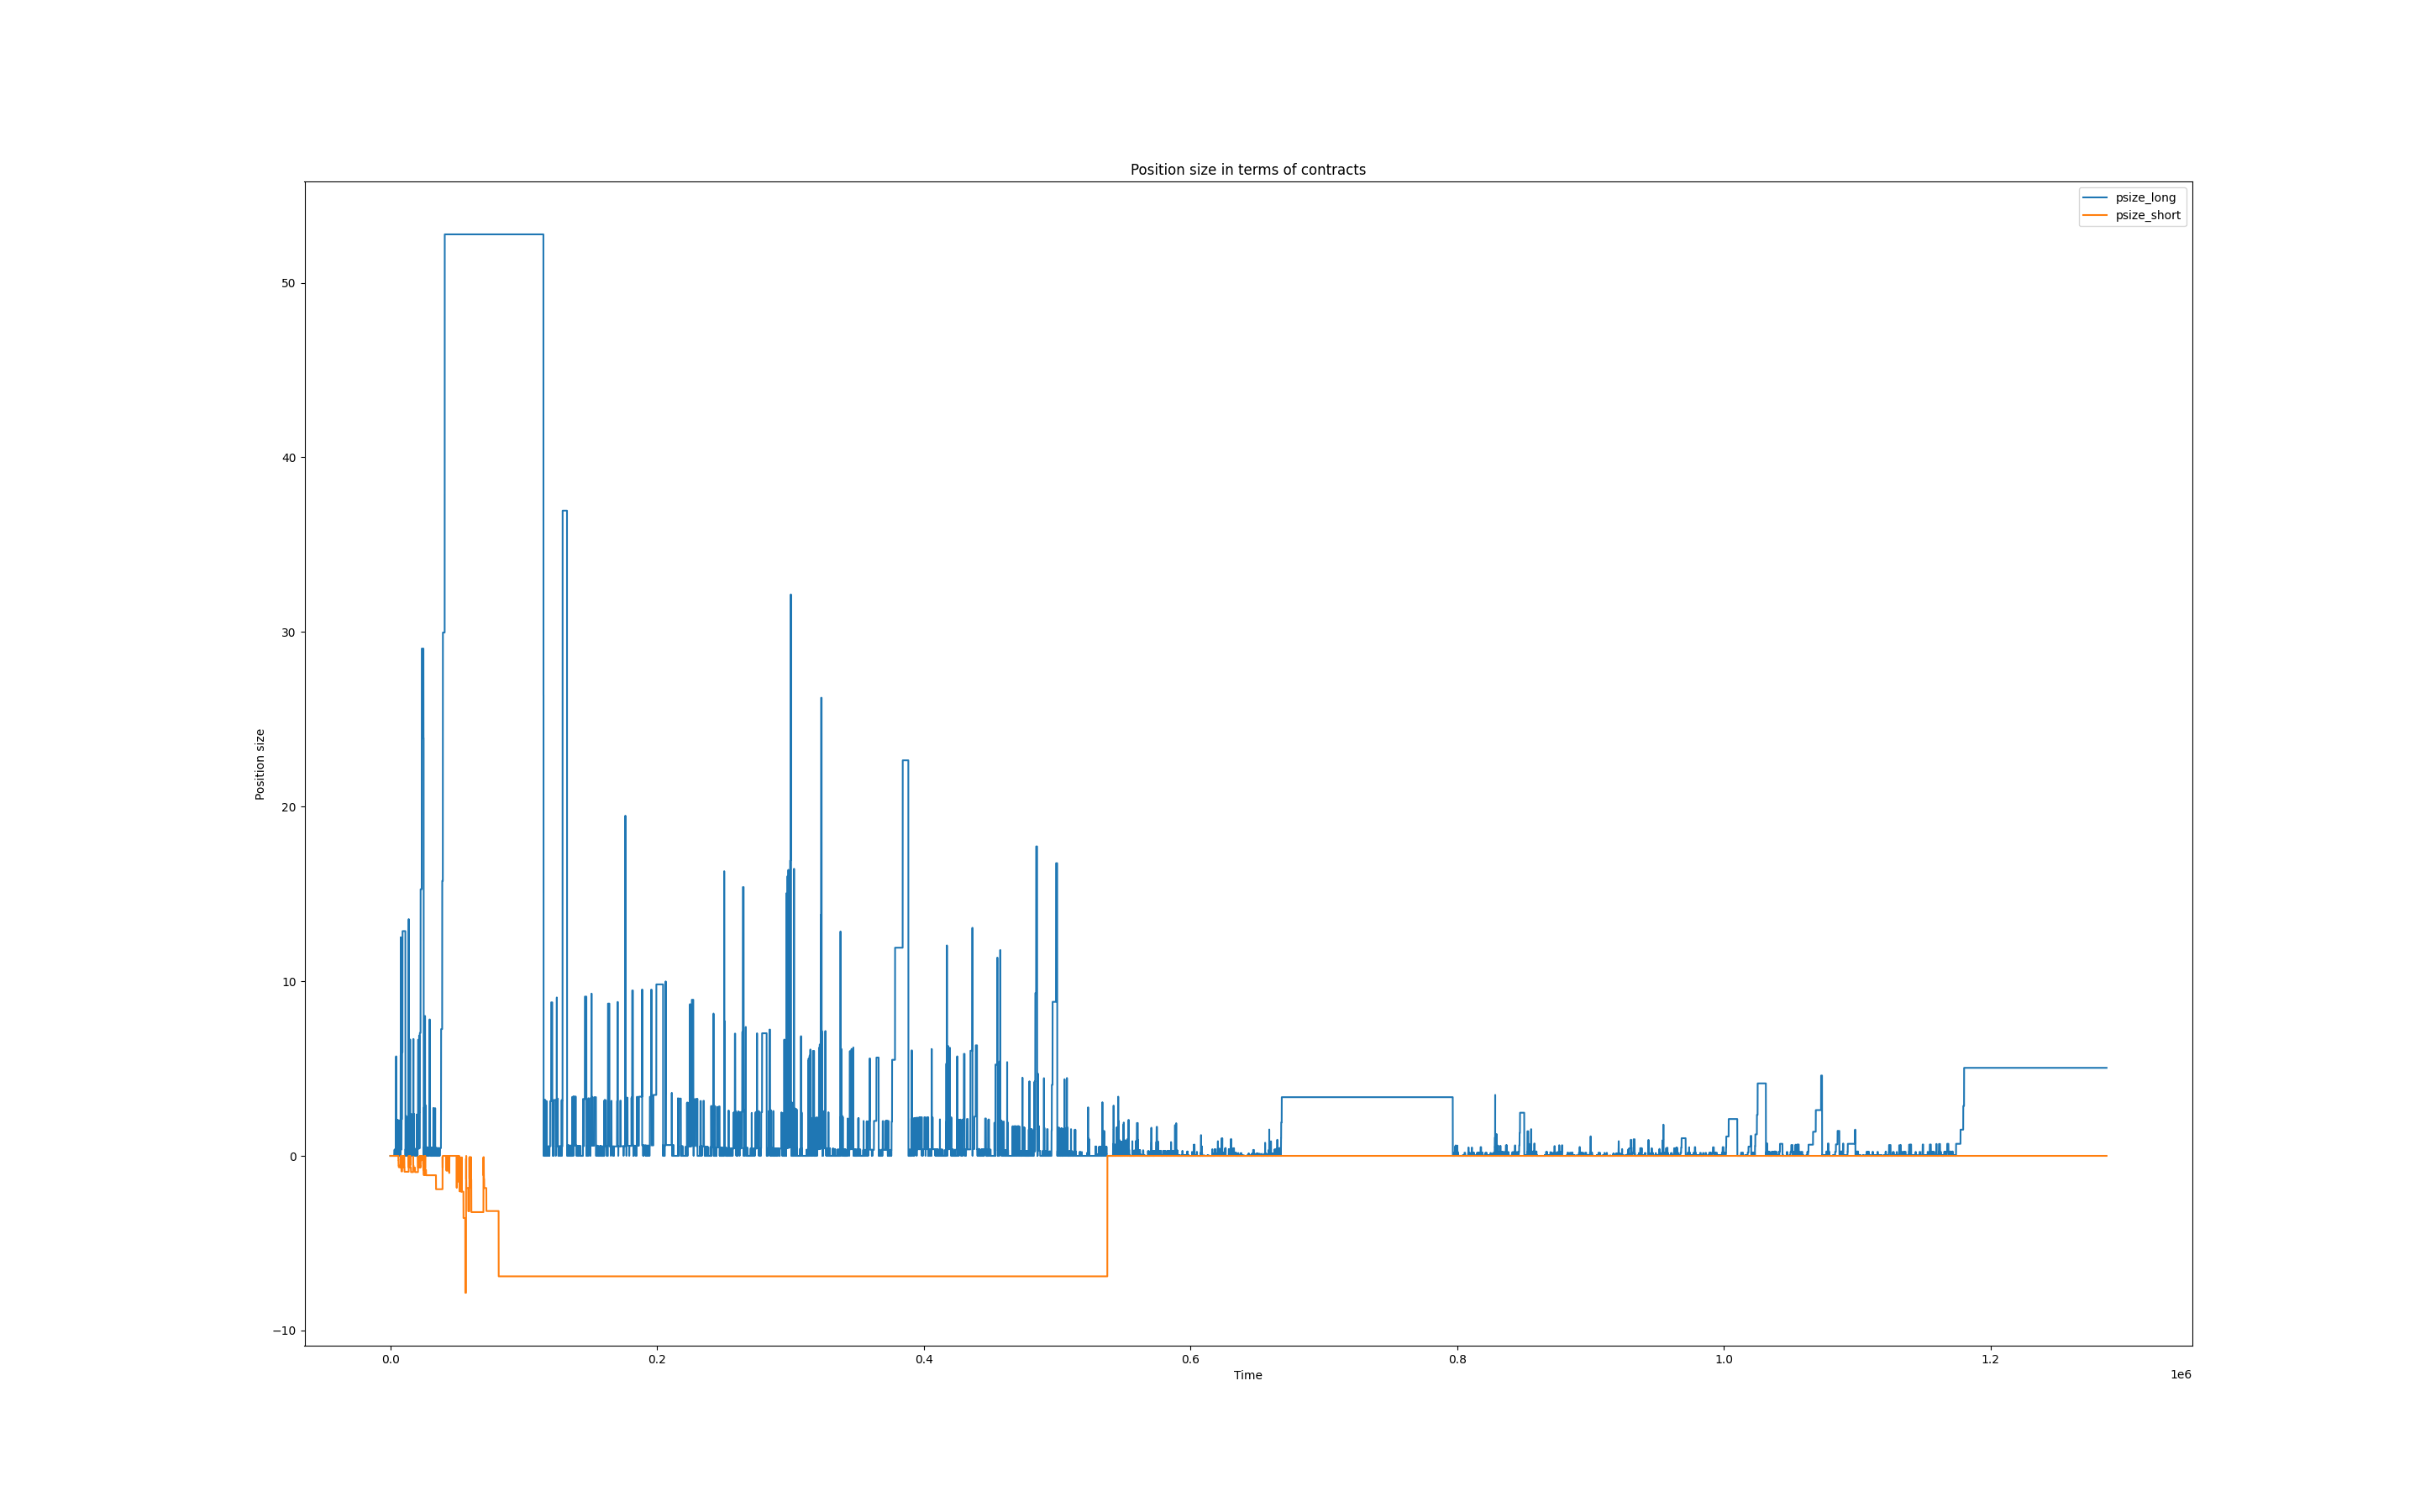 Position size in terms of contracts
psize_long
psize_short
Position size
50
40
30
20
10
0
−10
0.0
0.2
0.4
0.6
0.8
1.0
1.2
Time
1e6